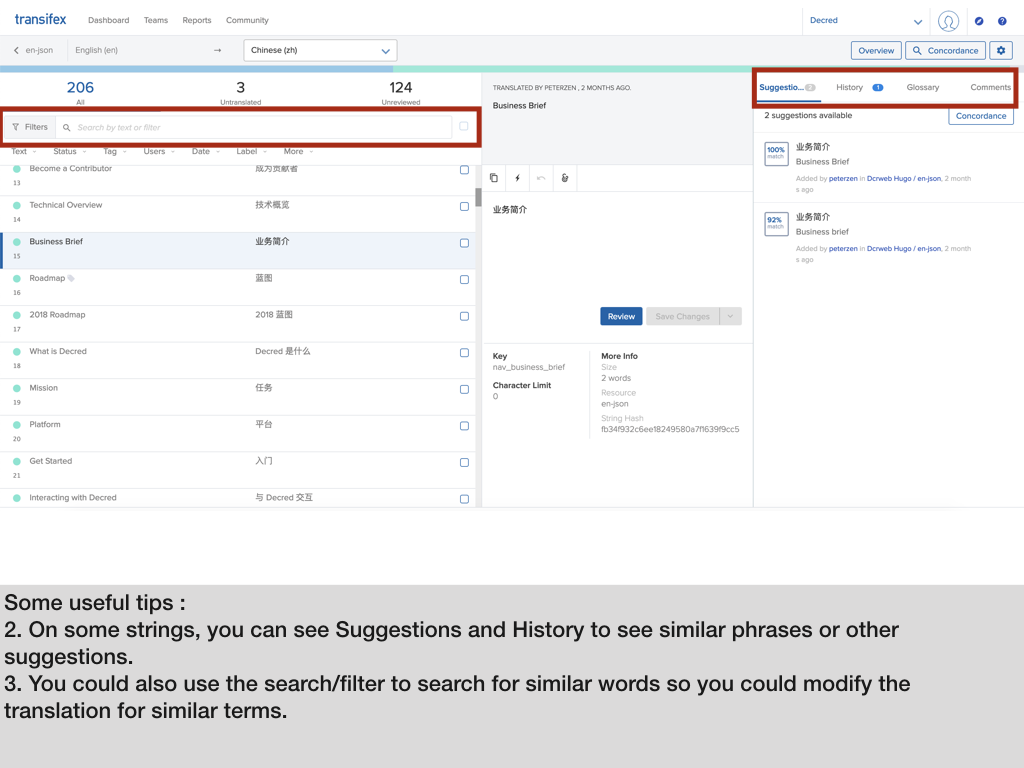 transifex Dashboard Teams Reports Community Decred
en-json English (en) → Chinese (zh) Overview Concordance
206 3 124
All Untranslated Unreviewed
Filters Search by text or filter
Text Status Tag Users Date Label More
Become a Contributor 成为贡献者
13
Technical Overview 技术概览
14
Business Brief 业务简介
15
Roadmap 蓝图
16
2018 Roadmap 2018 蓝图
17
What is Decred Decred 是什么
18
Mission 任务
19
Platform 平台
20
Get Started 入门
21
Interacting with Decred 与 Decred 交互
TRANSLATED BY PETERZEN , 2 MONTHS AGO.
Business Brief
业务简介
Review Save Changes
Key
nav_business_brief
Character Limit
0
More Info
Size
2 words
Resource
en-json
String Hash
fb34f932c6ee18249580a7f1639f9cc5
Suggestio... History 1 Glossary Comments
2 suggestions available Concordance
100% match
业务简介
Business Brief
Added by peterzen in Dcrweb Hugo / en-json, 2 month
s ago
92% match
业务简介
Business brief
Added by peterzen in Dcrweb Hugo / en-json, 2 month
s ago
Some useful tips :
2. On some strings, you can see Suggestions and History to see similar phrases or other
suggestions.
3. You could also use the search/filter to search for similar words so you could modify the
translation for similar terms.